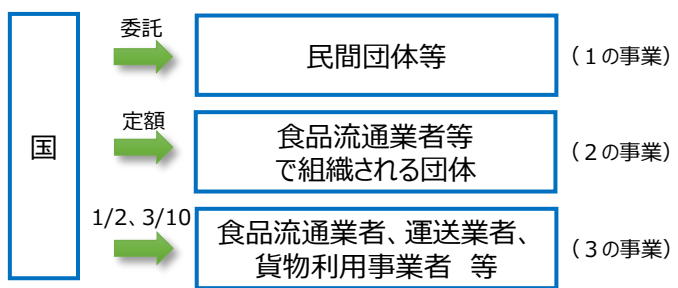 国
委託
民間団体等
（１の事業）
定額
食品流通業者等
で組織される団体
（２の事業）
1/2、3/10
食品流通業者、運送業者、
貨物利用事業者 等
（３の事業）